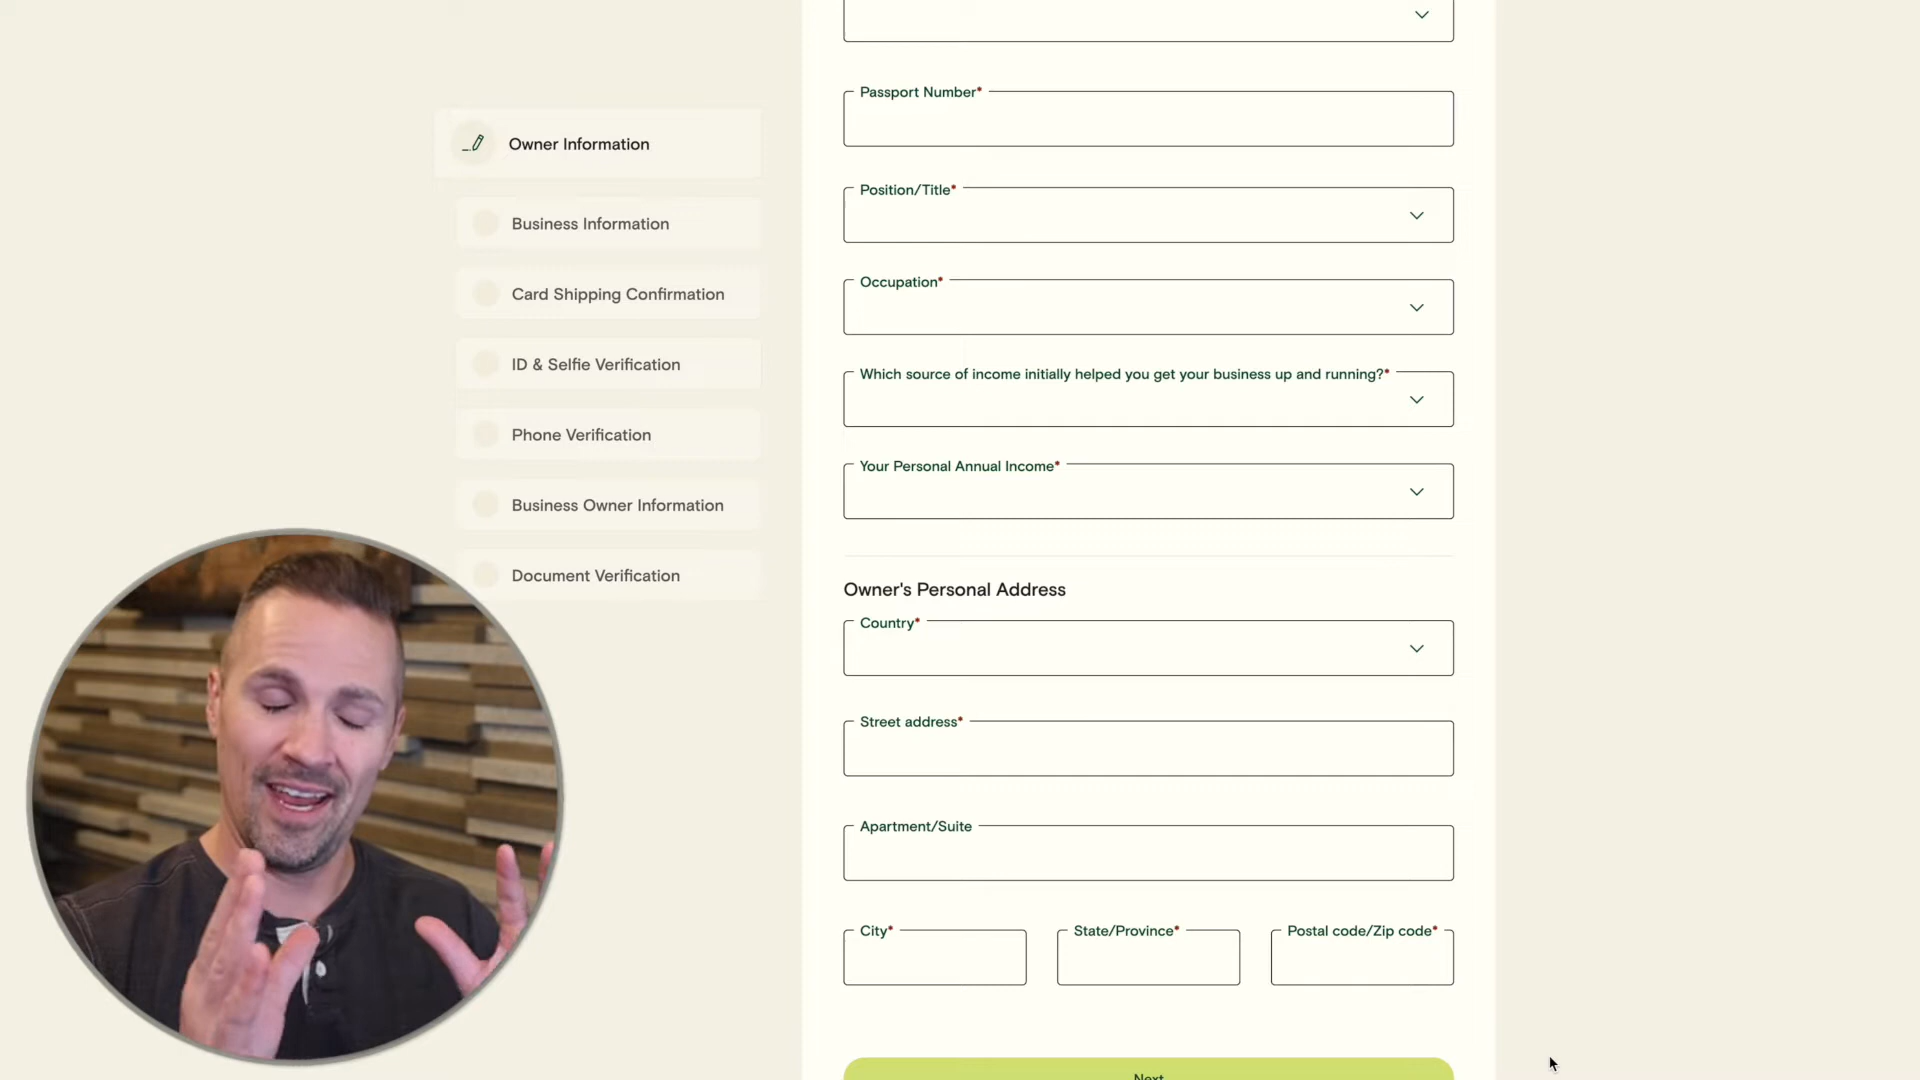 Owner Information
Business Information
Card Shipping Confirmation
ID & Selfie Verification
Phone Verification
Business Owner Information
Document Verification
Passport Number*
Position/Title*
Occupation*
Which source of income initially helped you get your business up and running?*
Your Personal Annual Income*
Owner's Personal Address
Country*
Street address*
Apartment/Suite
City* State/Province* Postal code/Zip code*
Next